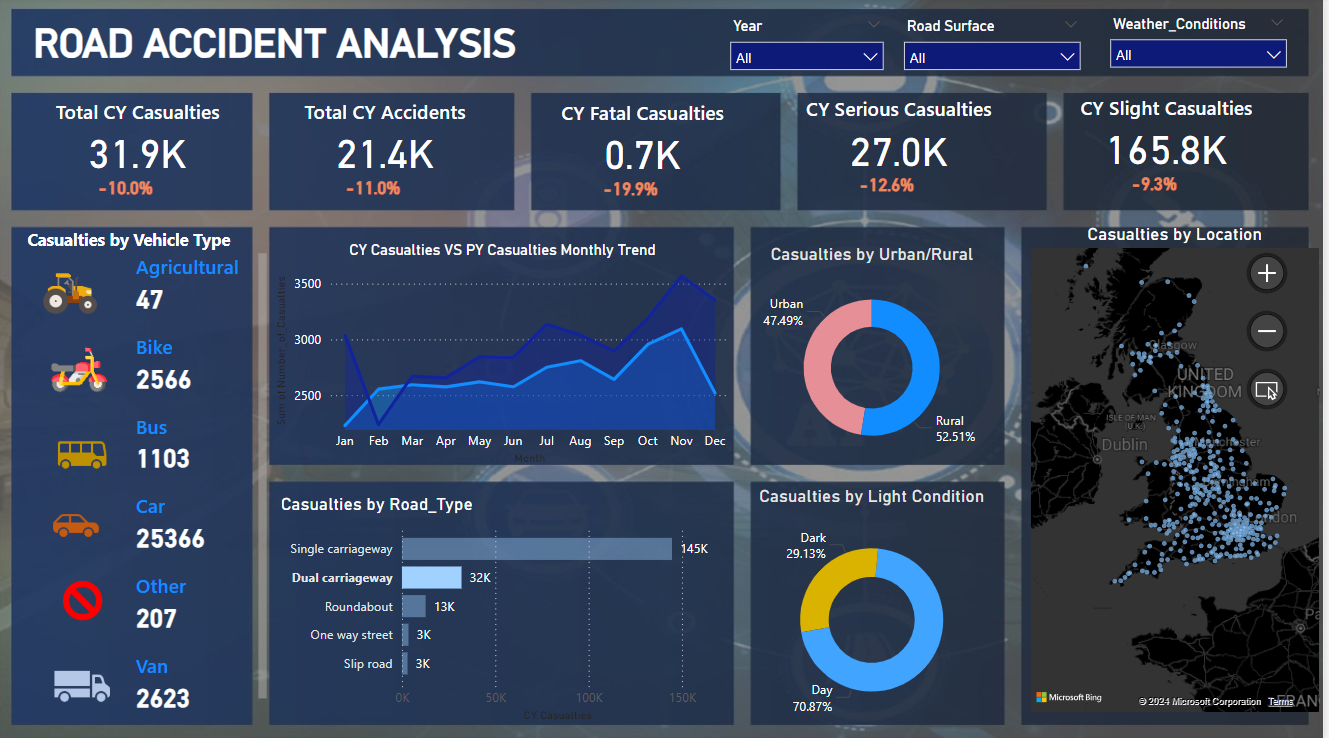 ROAD ACCIDENT ANALYSIS
Year
All
Road Surface
All
Weather_Conditions
All
Total CY Casualties
31.9K
-10.0%
Total CY Accidents
21.4K
-11.0%
CY Fatal Casualties
0.7K
-19.9%
CY Serious Casualties
27.0K
-12.6%
CY Slight Casualties
165.8K
-9.3%
Casualties by Vehicle Type
Agricultural
47
Bike
2566
Bus
1103
Car
25366
Other
207
Van
2623
CY Casualties VS PY Casualties Monthly Trend
Sum of Number_of_Casualties
3500
3000
2500
Jan Feb Mar Apr May Jun Jul Aug Sep Oct Nov Dec
Month
Casualties by Road_Type
Single carriageway 145K
Dual carriageway 32K
Roundabout 13K
One way street 3K
Slip road 3K
0K 50K 100K 150K
CY Casualties
Casualties by Urban/Rural
Urban
47.49%
Rural
52.51%
Casualties by Light Condition
Dark
29.13%
Day
70.87%
Casualties by Location
Glasgow
UNITED
KINGDOM
ISLE OF MAN
(U.K.)
Dublin
Manchester
Microsoft Bing
© 2024 Microsoft Corporation Terms